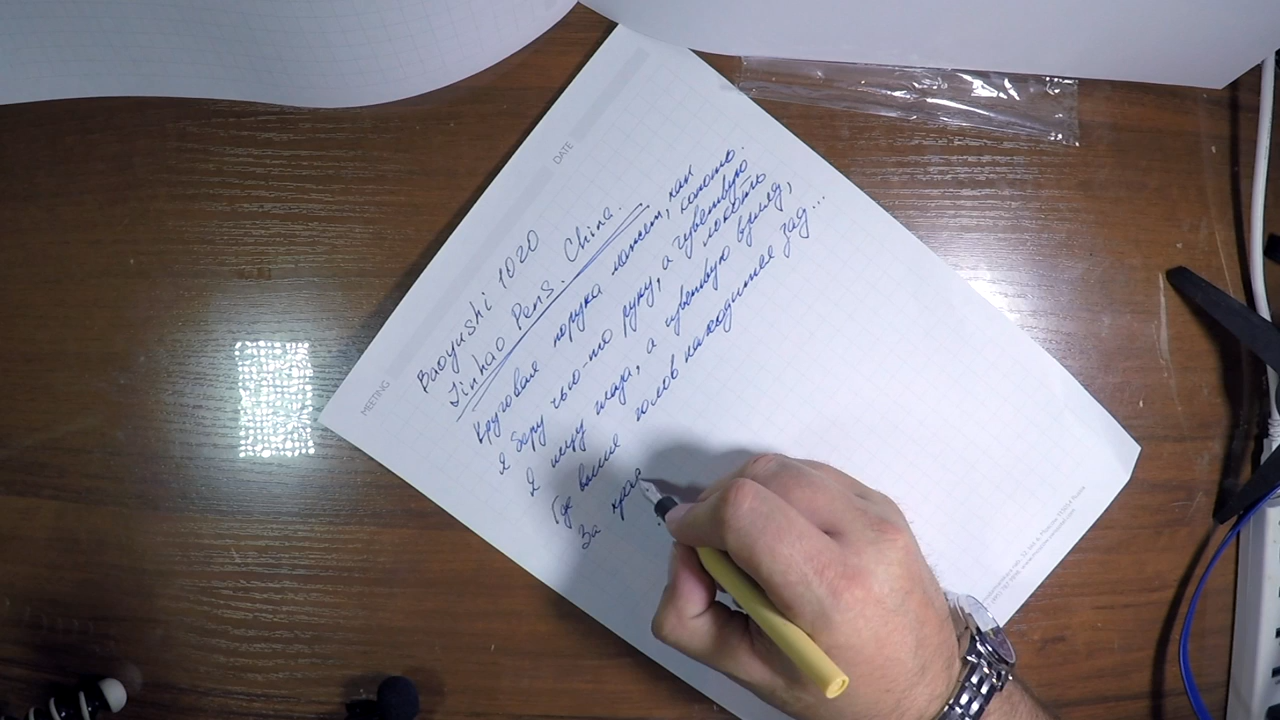 MEETING
DATE
Baoyushi 1020
Jinhao Pens. China.
Круговая порука мажет, как
копоть.
Я беру чью-то руку, а чувствую
локоть
Я ищу глаза, а чувствую взгляд,
Где выше голов находится зад...
За крас